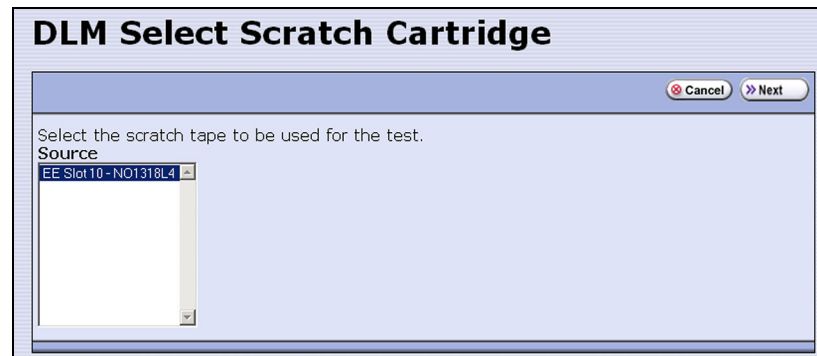 DLM Select Scratch Cartridge
Cancel Next
Select the scratch tape to be used for the test.
Source
EE Slot 10 - NO1318L4